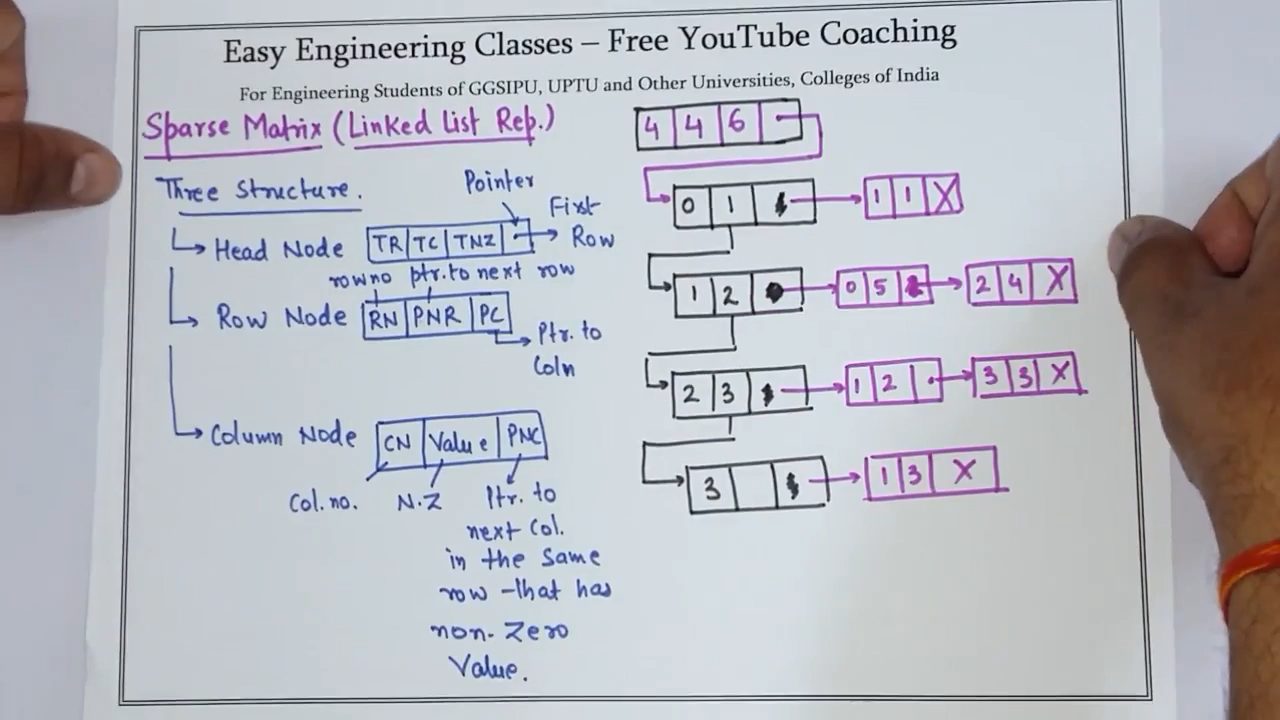 Easy Engineering Classes – Free YouTube Coaching
For Engineering Students of GGSIPU, UPTU and Other Universities, Colleges of India
Sparse Matrix (Linked List Rep.)
Three Structure.
Pointer
First
Row
Head Node TR TC TNZ
row no ptr. to next row
Row Node RN PNR PC
Ptr. to
Coln
Column Node CN Value PNC
Col. no. N.Z Ptr. to
next Col.
in the same
row that has
non-zero
Value.
4 4 6
0 1 1 1 X
1 2 0 5 2 4 X
2 3 1 2 3 3 X
3 1 3 X